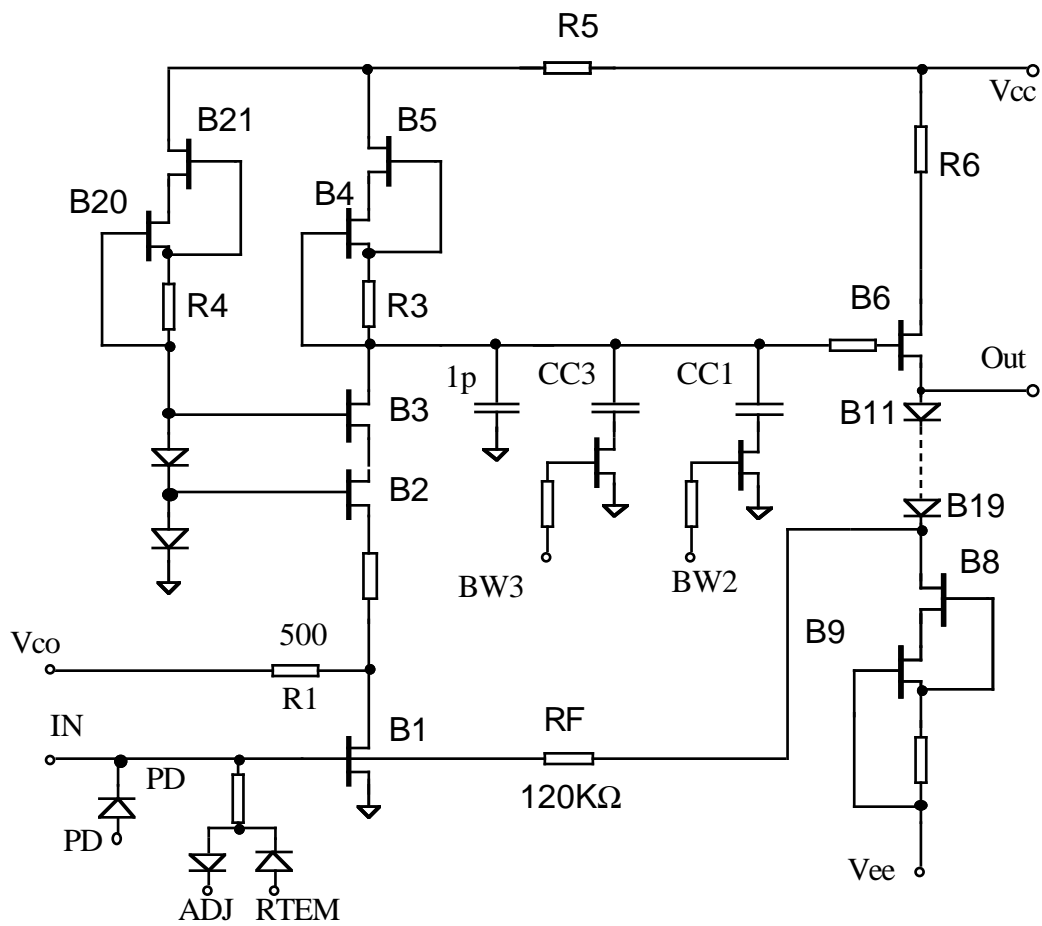 R5
Vcc
B21
B5
R6
B20
B4
R4
R3
B6
1p
CC3
CC1
Out
B3
B11
B2
B19
BW3
BW2
B8
B9
500
Vco
R1
IN
B1
RF
PD
120KΩ
PD
Vee
ADJ
RTEM